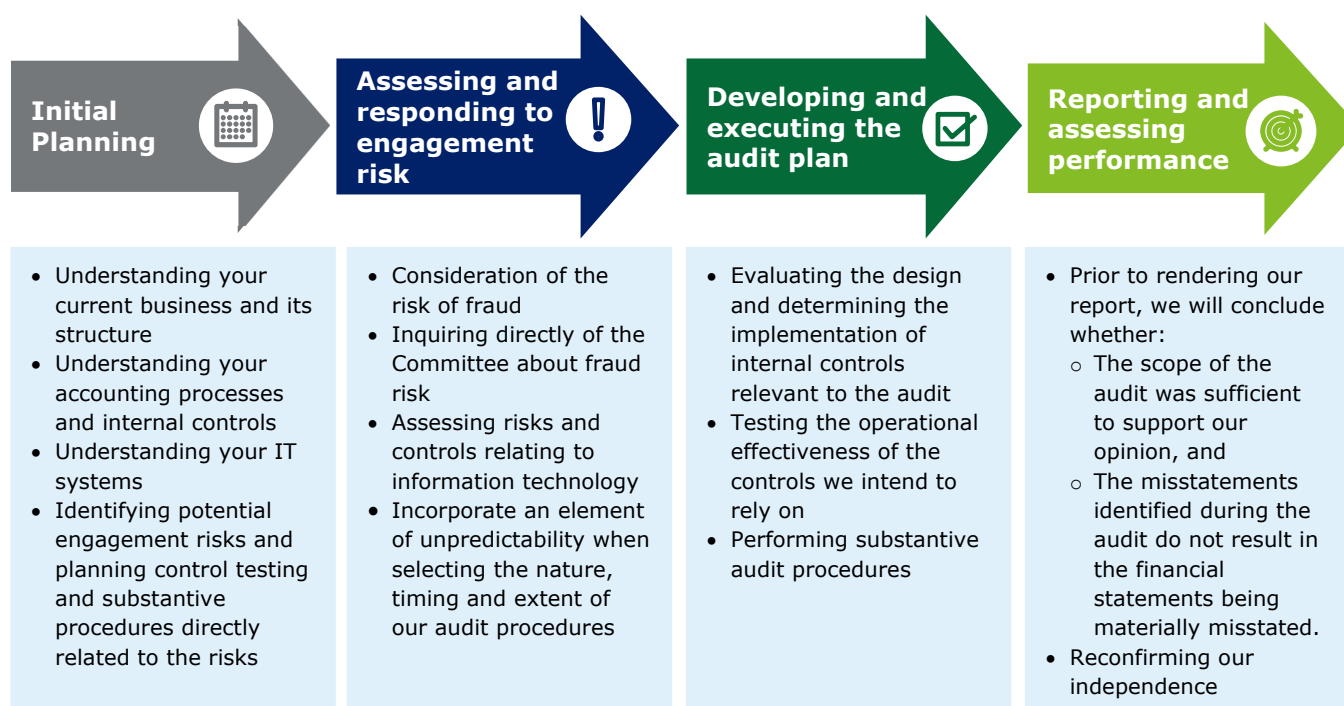 Initial
Planning
Assessing and
responding to
engagement
risk
Developing and
executing the
audit plan
Reporting and
assessing
performance
• Understanding your
current business and its
structure
• Understanding your
accounting processes
and internal controls
• Understanding your IT
systems
• Identifying potential
engagement risks and
planning control testing
and substantive
procedures directly
related to the risks
• Consideration of the
risk of fraud
• Inquiring directly of the
Committee about fraud
risk
• Assessing risks and
controls relating to
information technology
• Incorporate an element
of unpredictability when
selecting the nature,
timing and extent of
our audit procedures
• Evaluating the design
and determining the
implementation of
internal controls
relevant to the audit
• Testing the operational
effectiveness of the
controls we intend to
rely on
• Performing substantive
audit procedures
• Prior to rendering our
report, we will conclude
whether:
o The scope of the
audit was sufficient
to support our
opinion, and
o The misstatements
identified during the
audit do not result in
the financial
statements being
materially misstated.
• Reconfirming our
independence